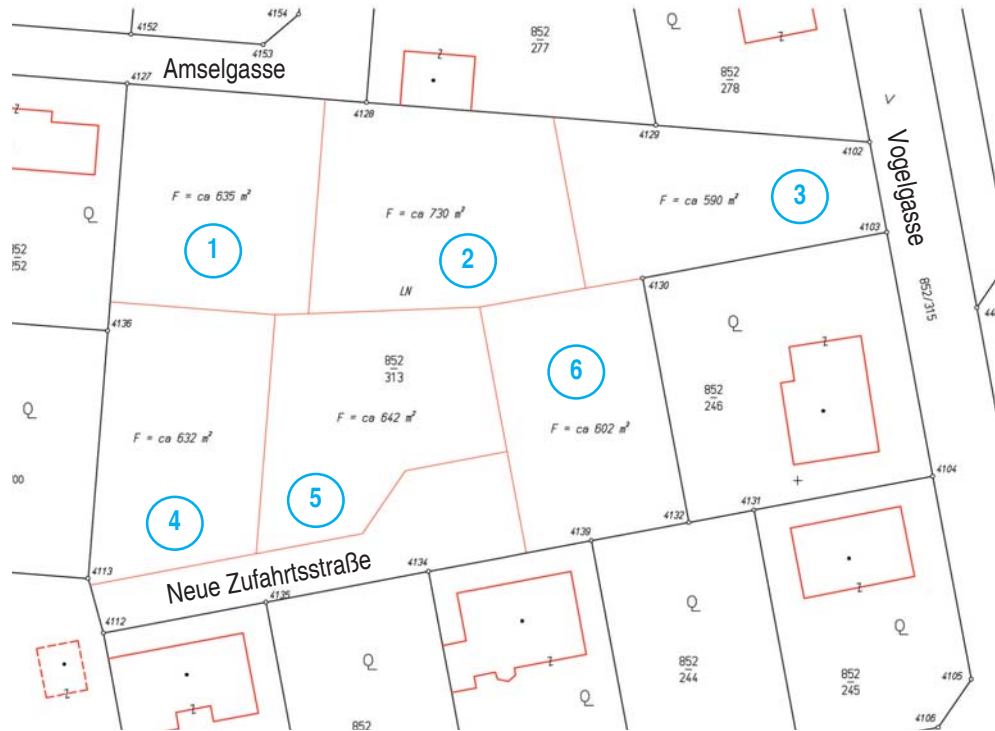 4154
4152
4153
852
277
Q
Z
852
278
Amselgasse
4127
Z
4128
4129
4102
V
Vogelgasse
F = ca 635 m²
F = ca 730 m²
F = ca 590 m²
1
2
3
Q
LN
4103
4130
852/315
4136
852
313
6
Q
Z
852
246
Q
F = ca 632 m²
F = ca 642 m²
F = ca 602 m²
4
5
4104
4131
4132
4139
4134
4113
Neue Zufahrtsstraße
4135
4112
Z
Z
Z
Z
Q
Q
Q
Q
852
244
852
245
852
4105
4106